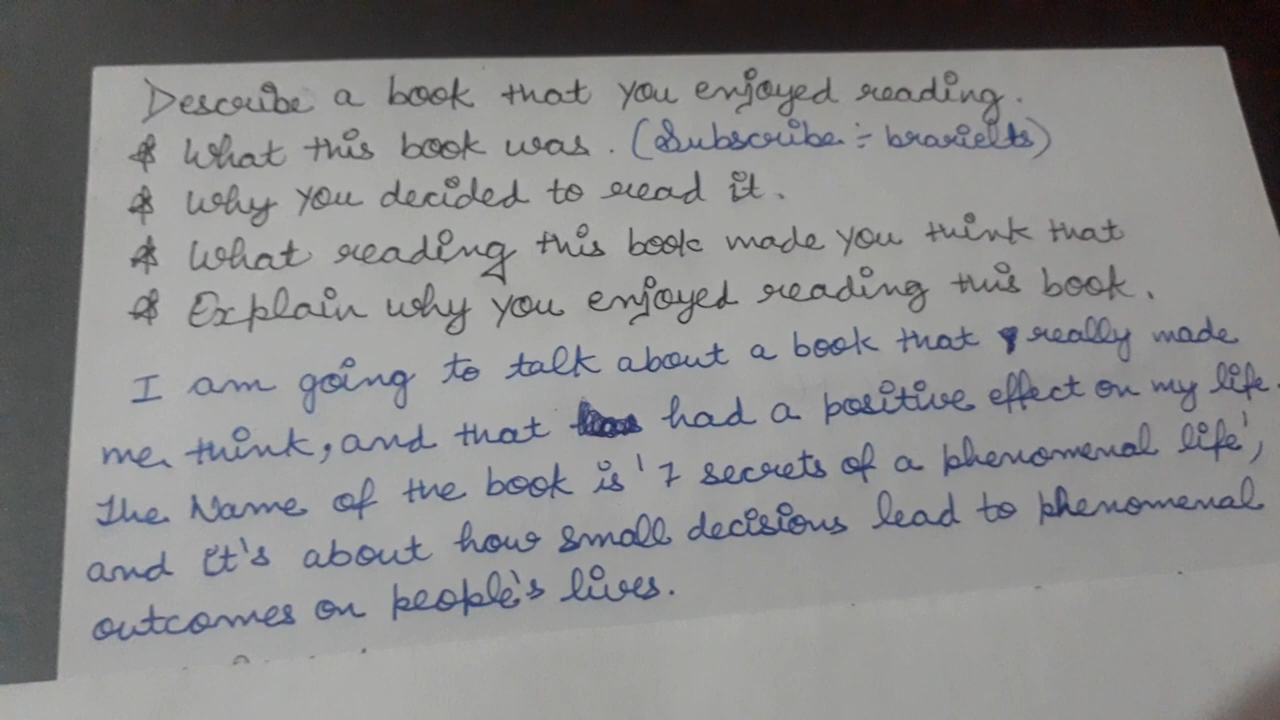 Describe a book that you enjoyed reading.
* What this book was. (Subscribe :- brarielts)
* Why you decided to read it.
* What reading this book made you think that
* Explain why you enjoyed reading this book.
I am going to talk about a book that really made
me think, and that had a positive effect on my life.
The Name of the book is '7 secrets of a phenomenal life',
and it's about how small decisions lead to phenomenal
outcomes on people's lives.